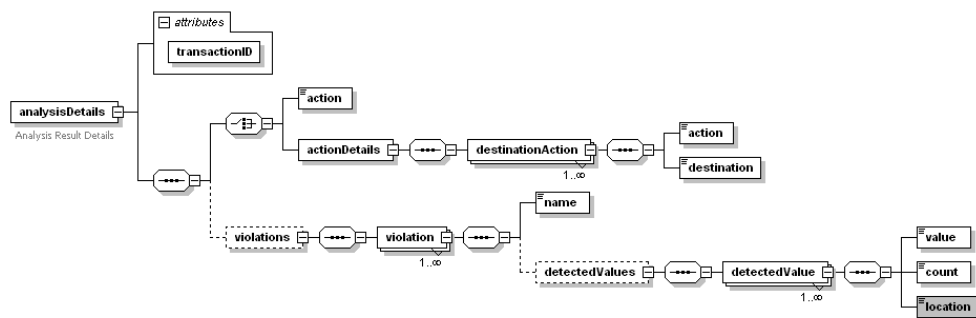 attributes
transactionID
analysisDetails
Analysis Result Details
action
actionDetails
destinationAction
1..∞
action
destination
violations
violation
1..∞
name
detectedValues
detectedValue
1..∞
value
count
location